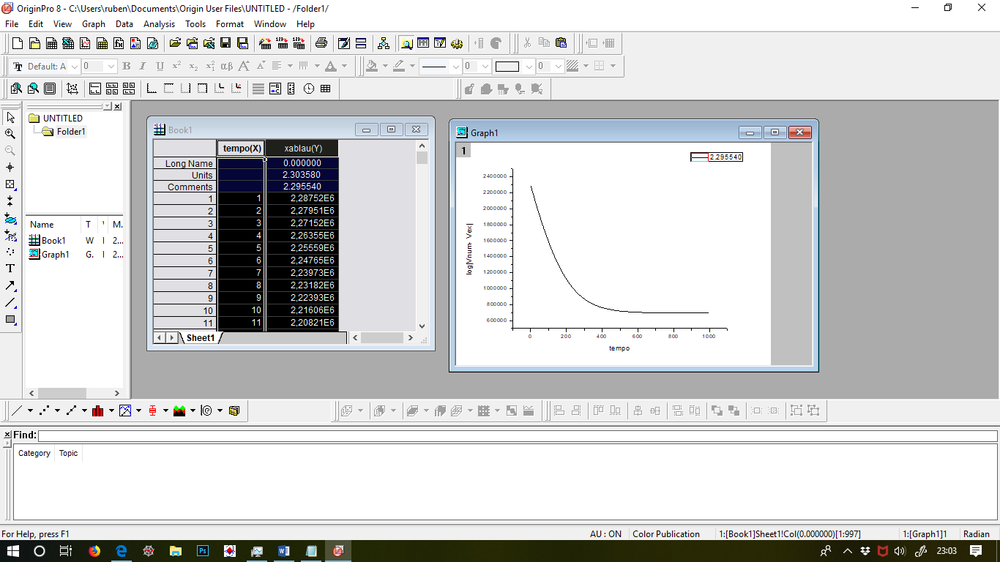 OriginPro 8 - C:\Users\ruben\Documents\Origin User Files\UNTITLED - /Folder1/
File Edit View Graph Data Analysis Tools Format Window Help
Default: A 0 B I U x² x₂ x₁² αβ A A A 0 0
UNTITLED
Folder1
Name T M.
Book1 W I 2...
Graph1 G. I 2...
Book1
tempo(X) xablau(Y)
Long Name 0.000000
Units 2.303580
Comments 2.295540
1 1 2,28752E6
2 2 2,27951E6
3 3 2,27152E6
4 4 2,26355E6
5 5 2,25559E6
6 6 2,24765E6
7 7 2,23973E6
8 8 2,23182E6
9 9 2,22393E6
10 10 2,21606E6
11 11 2,20821E6
Sheet1
Graph1
1
2.295540
2400000
2200000
2000000
1800000
1600000
1400000
1200000
1000000
800000
600000
log|Vnum- Vex|
0 200 400 600 800 1000
tempo
T
Find:
Category Topic
For Help, press F1 AU : ON Color Publication 1:[Book1]Sheet1!Col(0.000000)[1:997] 1:[Graph1]1 Radian
23:03